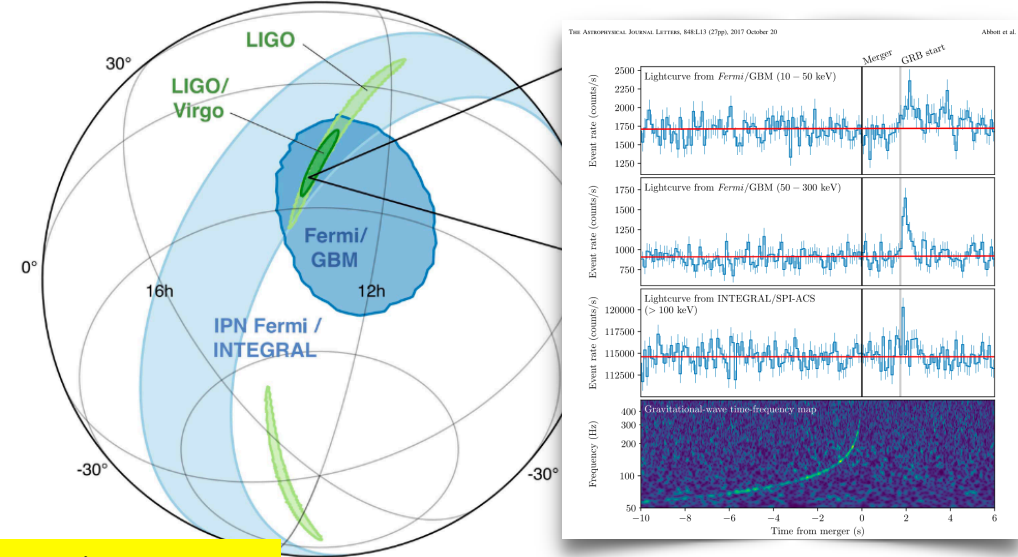 LIGO
30°
LIGO/
Virgo
Fermi/
GBM
0°
16h
12h
IPN Fermi /
INTEGRAL
-30°
-30°
THE ASTROPHYSICAL JOURNAL LETTERS, 848:L13 (27pp), 2017 October 20
Abbott et al.
Merger
GRB start
Lightcurve from Fermi/GBM (10 − 50 keV)
Event rate (counts/s)
2500
2250
2000
1750
1500
1250
Lightcurve from Fermi/GBM (50 − 300 keV)
Event rate (counts/s)
1750
1500
1250
1000
750
Lightcurve from INTEGRAL/SPI-ACS
(> 100 keV)
Event rate (counts/s)
120000
117500
115000
112500
Gravitational-wave time-frequency map
Frequency (Hz)
400
300
200
100
50
−10 −8 −6 −4 −2 0 2 4 6
Time from merger (s)